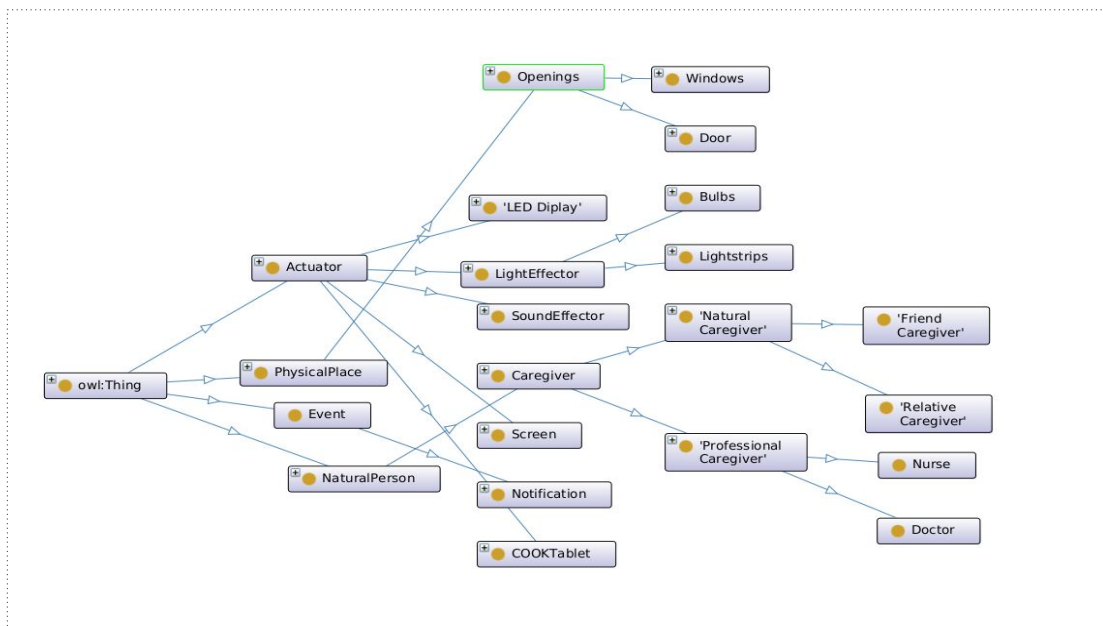 Openings
Windows
Door
'LED Diplay'
Bulbs
Actuator
LightEffector
Lightstrips
SoundEffector
'Natural
Caregiver'
'Friend
Caregiver'
owl:Thing
PhysicalPlace
Caregiver
Event
'Relative
Caregiver'
Screen
'Professional
Caregiver'
NaturalPerson
Nurse
Notification
Doctor
COOKTablet